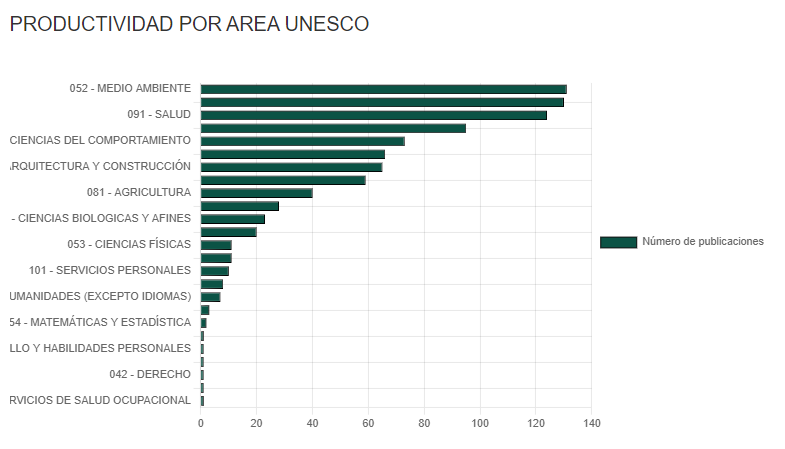 PRODUCTIVIDAD POR AREA UNESCO
052 - MEDIO AMBIENTE
091 - SALUD
CIENCIAS DEL COMPORTAMIENTO
ARQUITECTURA Y CONSTRUCCIÓN
081 - AGRICULTURA
- CIENCIAS BIOLOGICAS Y AFINES
053 - CIENCIAS FÍSICAS
101 - SERVICIOS PERSONALES
UMANIDADES (EXCEPTO IDIOMAS)
54 - MATEMÁTICAS Y ESTADÍSTICA
LLO Y HABILIDADES PERSONALES
042 - DERECHO
RVICIOS DE SALUD OCUPACIONAL
0 20 40 60 80 100 120 140
Número de publicaciones